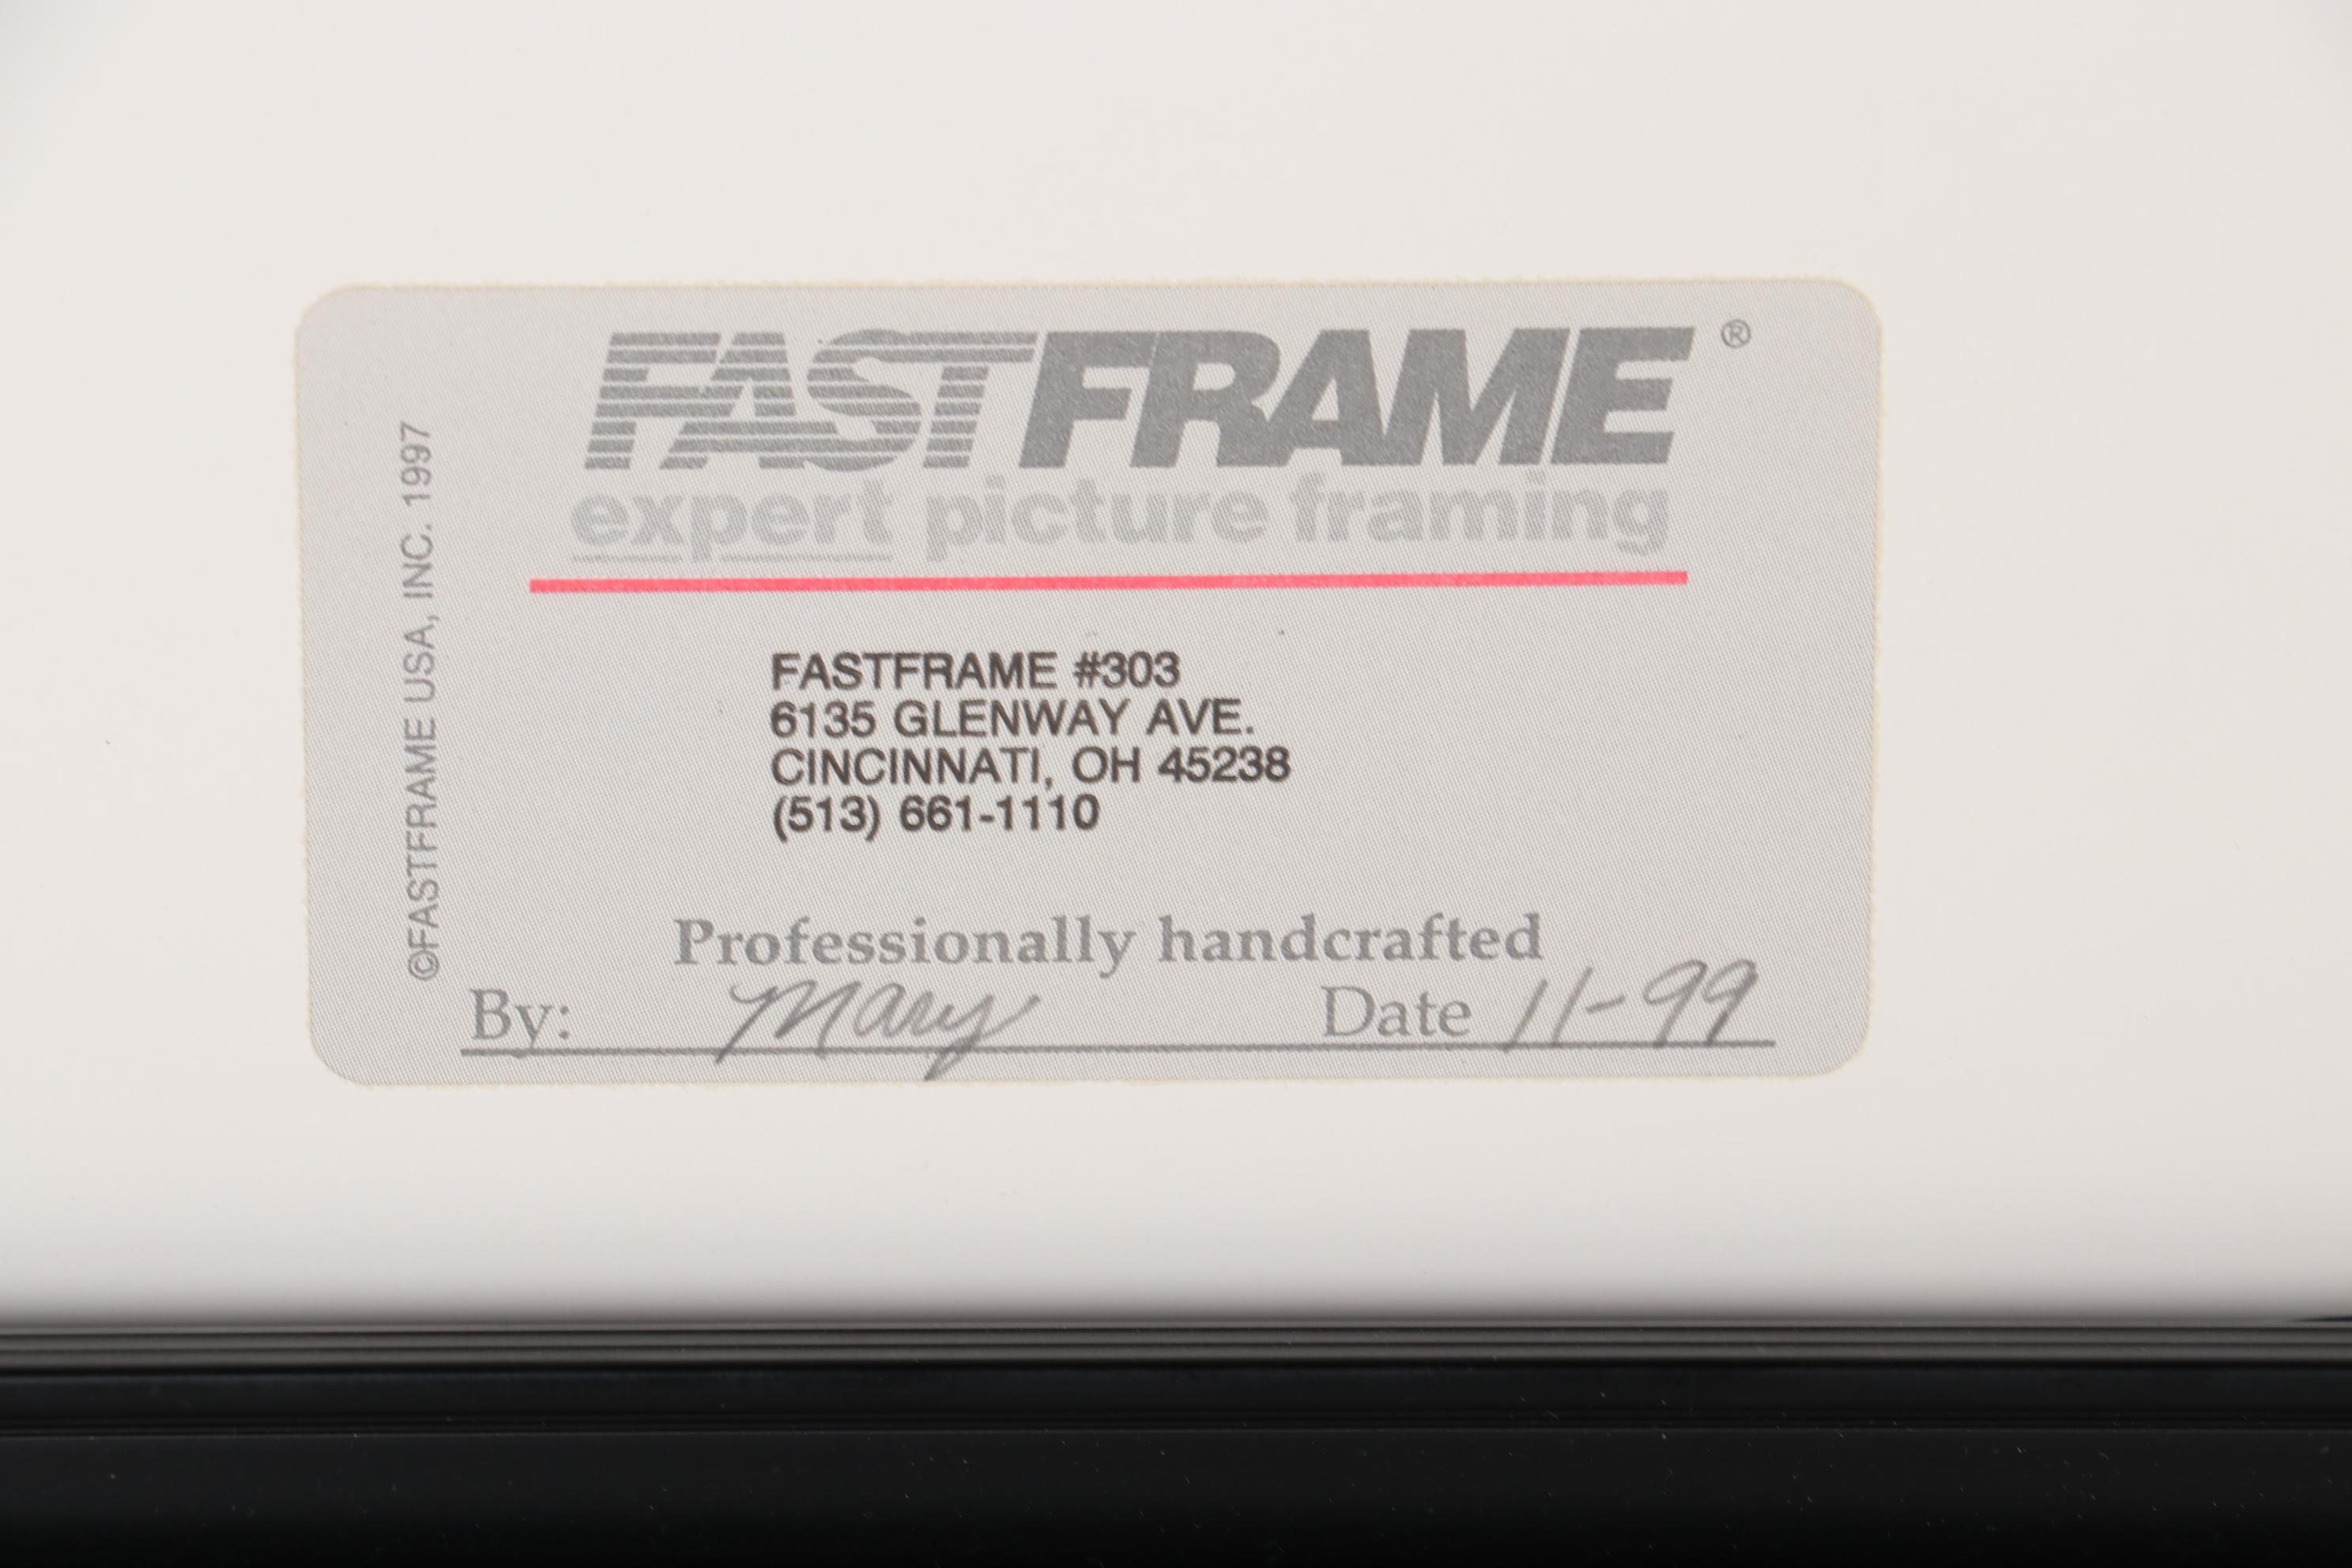 FASTFRAME ®
expert picture framing
FASTFRAME #303
6135 GLENWAY AVE.
CINCINNATI, OH 45238
(513) 661-1110
Professionally handcrafted
By: Mary Date 11-99
©FASTFRAME USA, INC. 1997